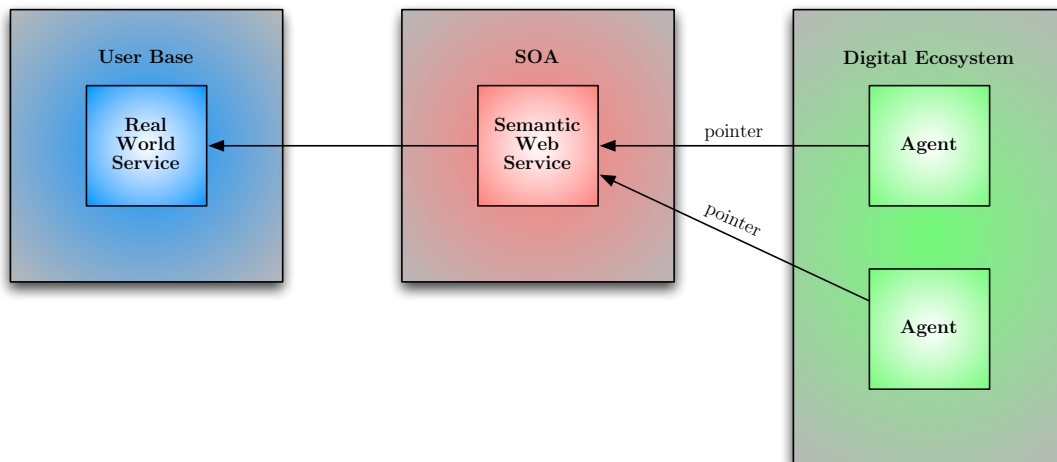 User Base
Real
World
Service
SOA
Semantic
Web
Service
pointer
pointer
Digital Ecosystem
Agent
Agent